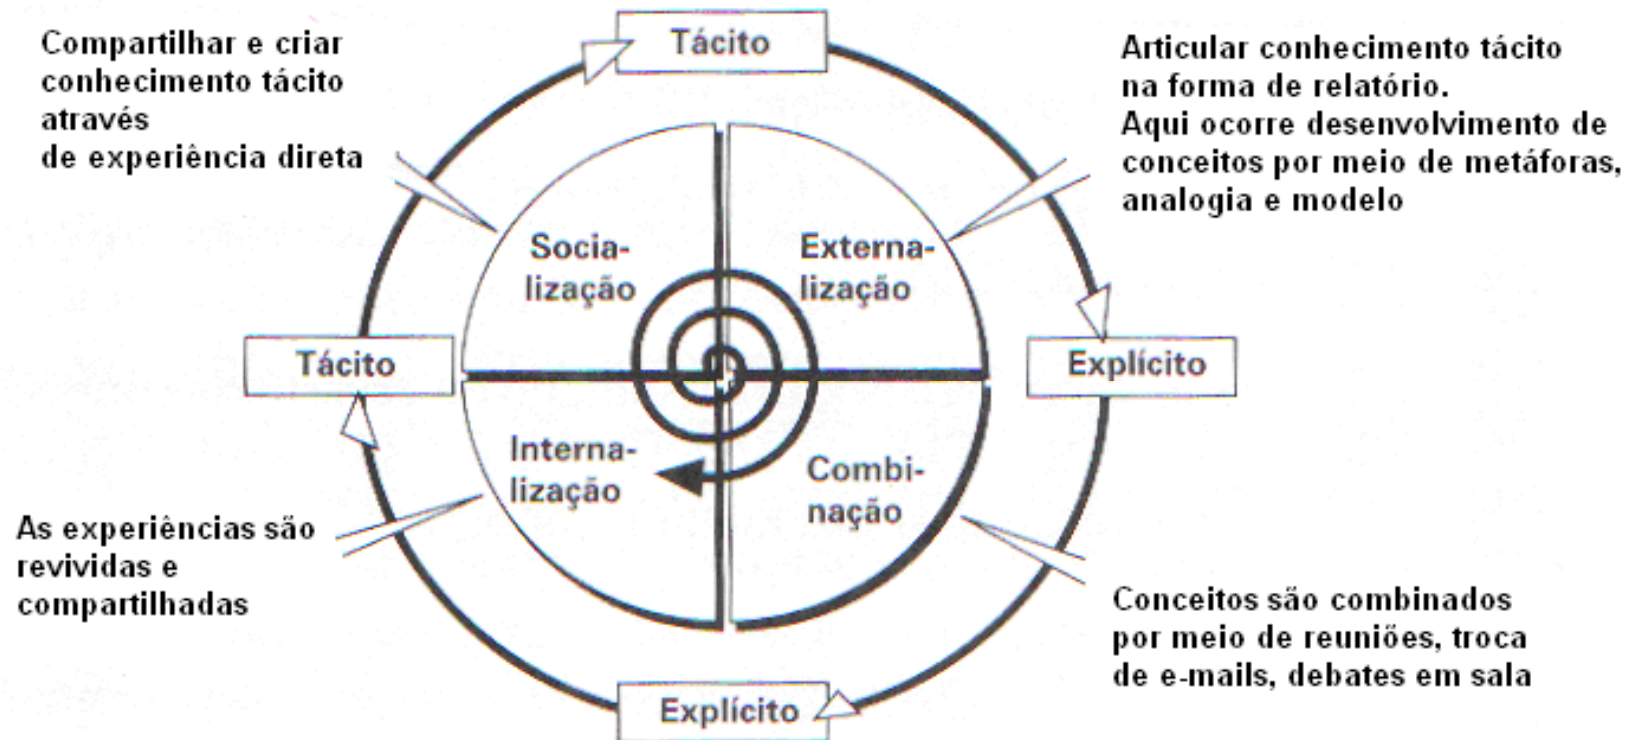 Tácito
Compartilhar e criar
conhecimento tácito
através
de experiência direta
Articular conhecimento tácito
na forma de relatório.
Aqui ocorre desenvolvimento de
conceitos por meio de metáforas,
analogia e modelo
Socia-
lização
Externa-
lização
Tácito
Explícito
Interna-
lização
Combi-
nação
As experiências são
revividas e
compartilhadas
Conceitos são combinados
por meio de reuniões, troca
de e-mails, debates em sala
Explícito